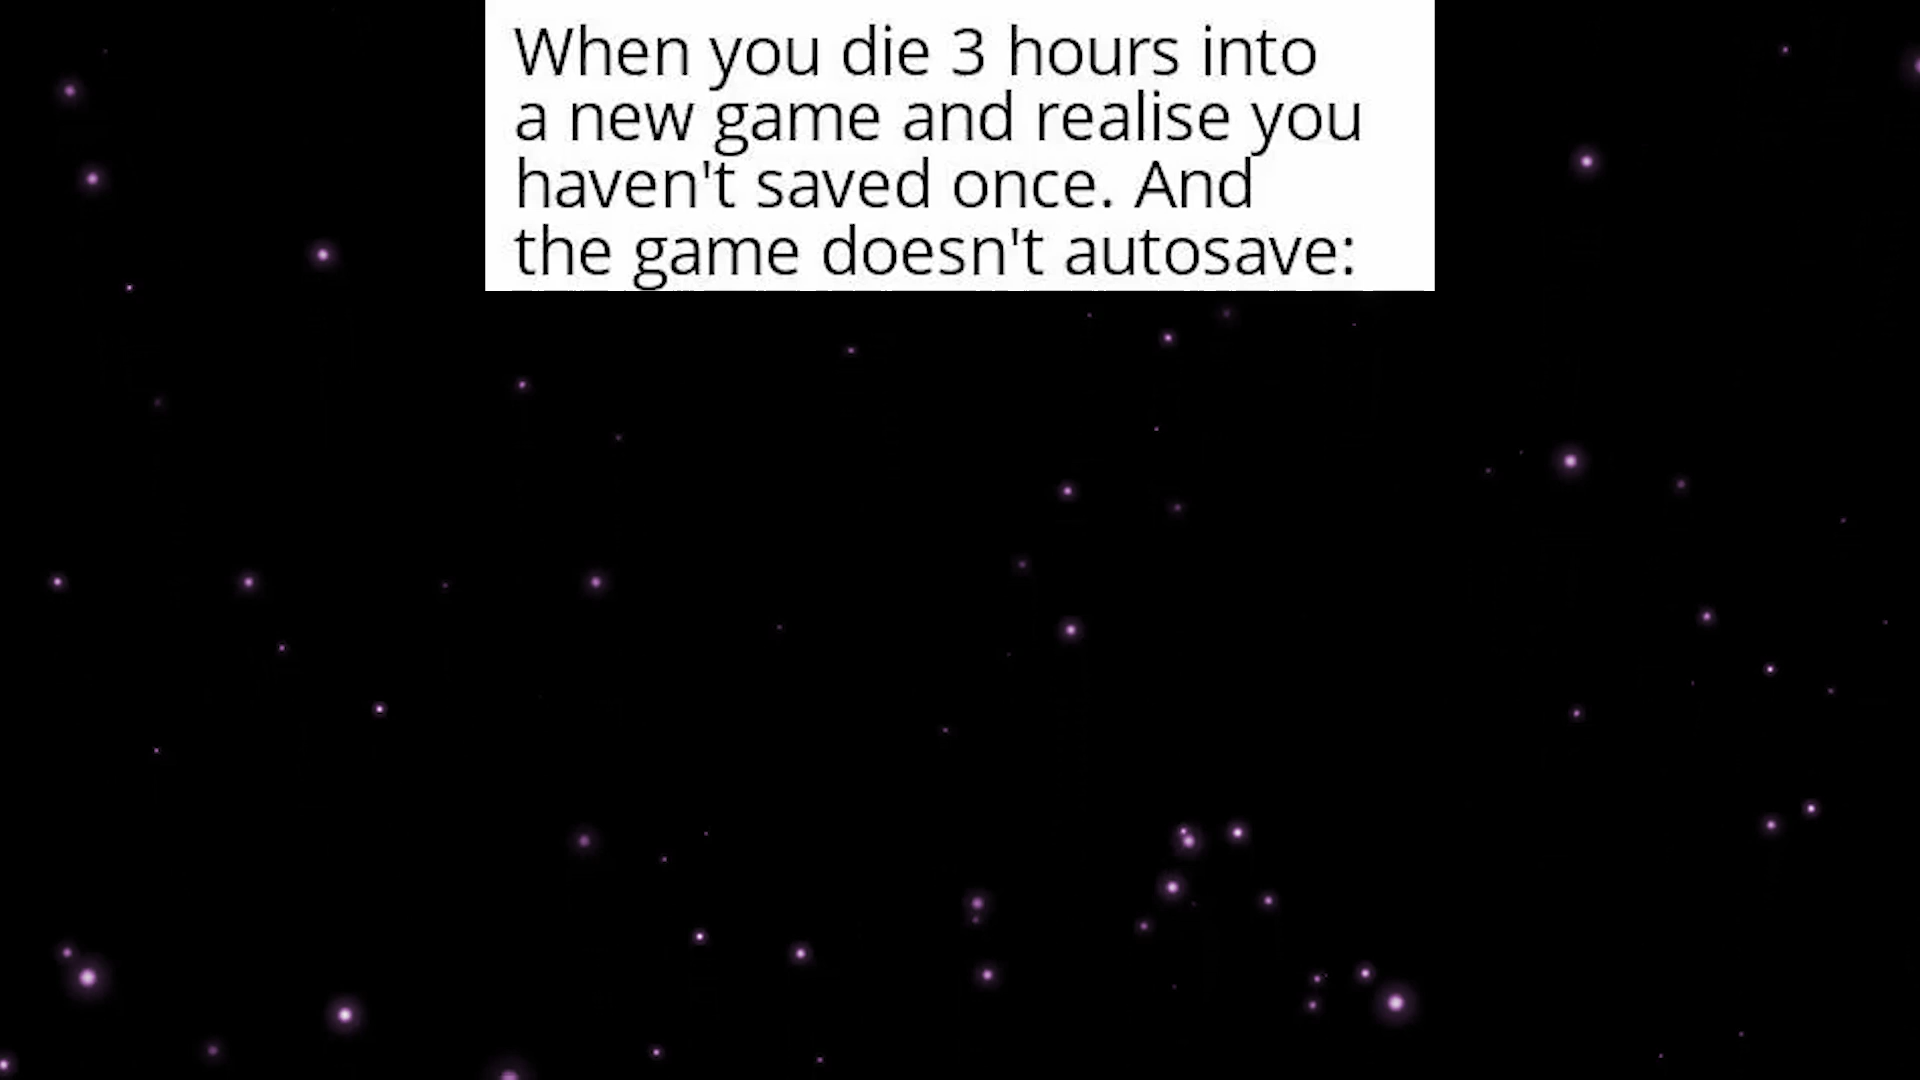 When you die 3 hours into
a new game and realise you
haven't saved once. And
the game doesn't autosave: